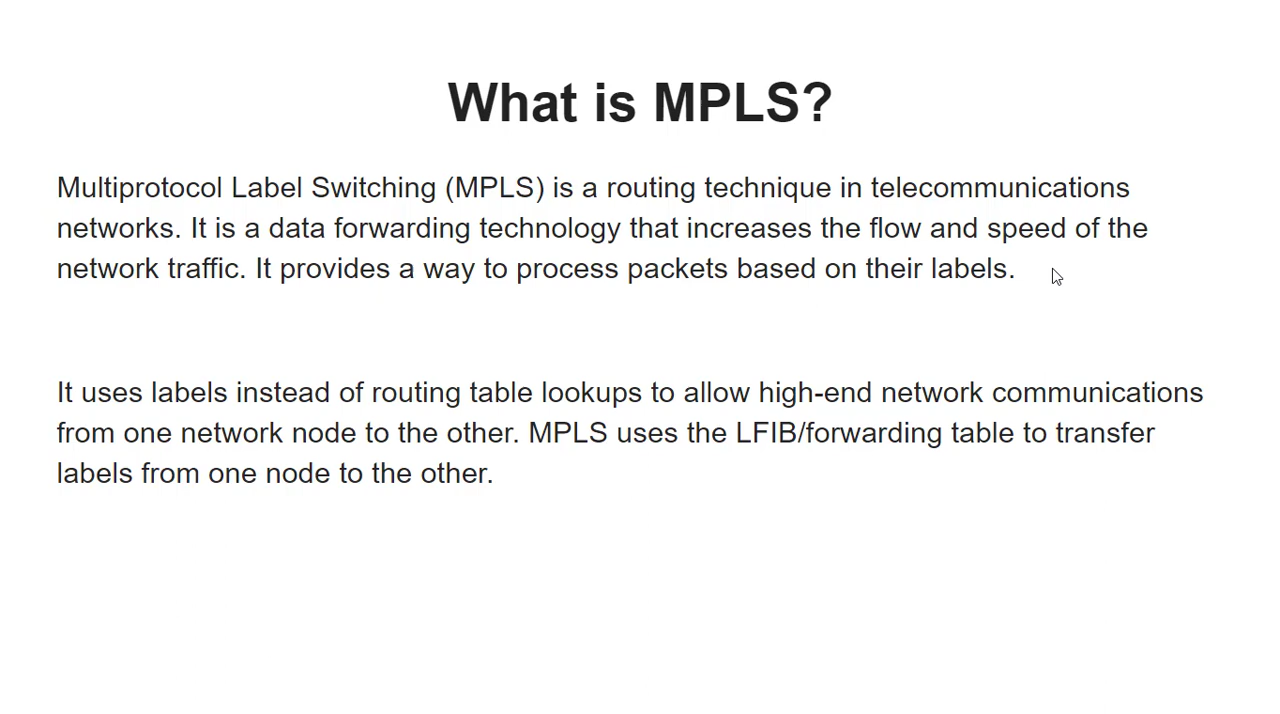 What is MPLS?
Multiprotocol Label Switching (MPLS) is a routing technique in telecommunications
networks. It is a data forwarding technology that increases the flow and speed of the
network traffic. It provides a way to process packets based on their labels.
It uses labels instead of routing table lookups to allow high-end network communications
from one network node to the other. MPLS uses the LFIB/forwarding table to transfer
labels from one node to the other.